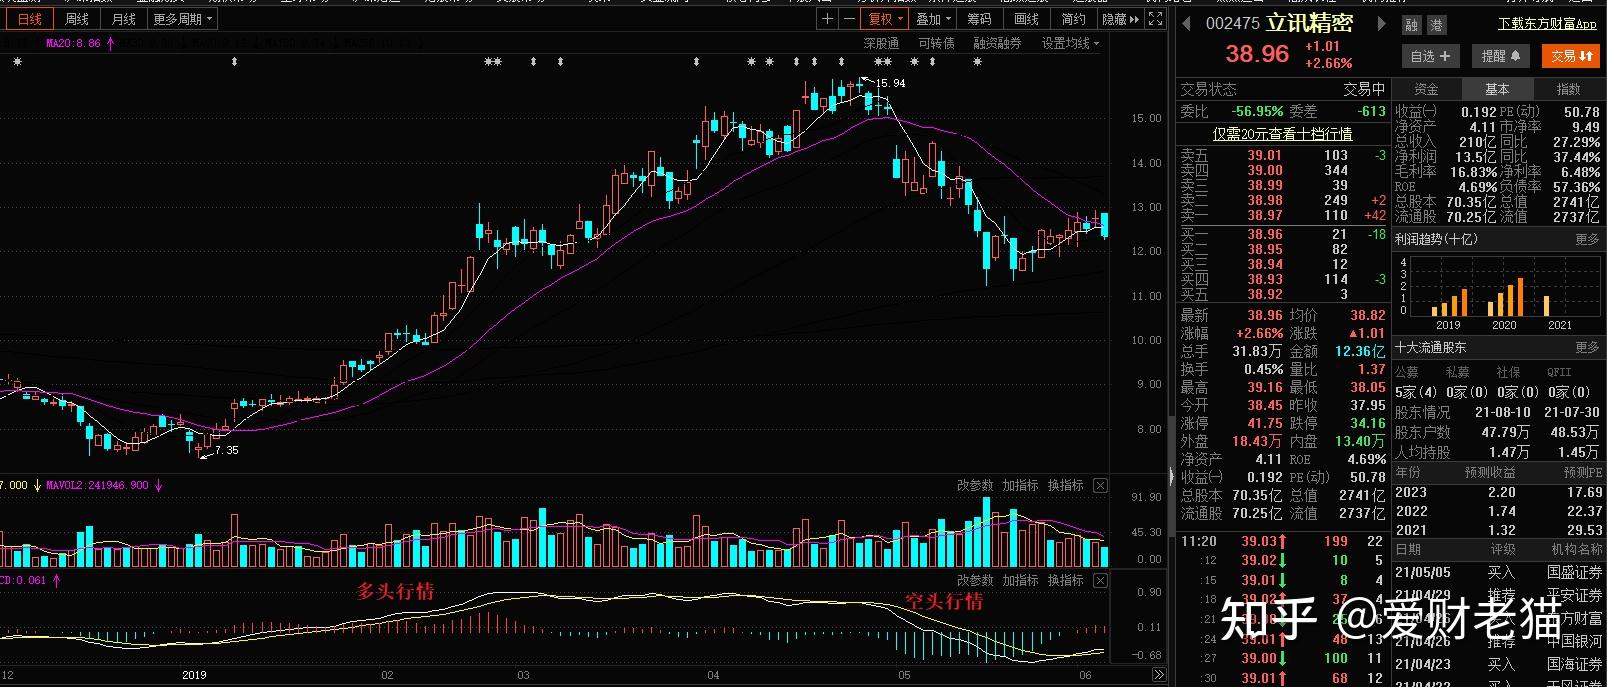 日线 周线 月线 更多周期
＋ － 复权 叠加 筹码 画线 简约 隐藏
MA20:8.86
深股通 可转债 融资融券 设置均线
15.94
7.35
15.00
14.00
13.00
12.00
11.00
10.00
9.00
8.00
7.000 MAVOL2:241946.900
改参数 加指标 换指标
91.90
45.30
0.00
CD:0.061
改参数 加指标 换指标
多头行情
空头行情
0.90
0.11
-0.68
12 2019 02 03 04 05 06
002475 立讯精密 融 港 下载东方财富App
38.96 +1.01 +2.66%
自选＋ 提醒 交易
交易状态 交易中
委比 -56.95% 委差 -613
仅需20元查看十档行情
卖五 39.01 103 -3
卖四 39.00 344
卖三 38.99 39
卖二 38.98 249 +2
卖一 38.97 110 +42
买一 38.96 21 -18
买二 38.95 82
买三 38.94 12
买四 38.93 114 -3
买五 38.92 3
最新 38.96 均价 38.82
涨幅 +2.66% 涨跌 ▲1.01
总手 31.83万 金额 12.36亿
换手 0.45% 量比 1.37
最高 39.16 最低 38.05
今开 38.45 昨收 37.95
涨停 41.75 跌停 34.16
外盘 18.43万 内盘 13.40万
净资产 4.11 ROE 4.69%
收益(一) 0.192 PE(动) 50.78
总股本 70.35亿 总值 2741亿
流通股 70.25亿 流值 2737亿
11:20 39.03 199 22
:12 39.02 10 5
:15 39.01 8 4
:18 39.02 37 4
:21
:24 39.01 48 13
:27 39.00 100 11
:30 39.01 68 12
资金 基本 指数
收益(一) 0.192 PE(动) 50.78
净资产 4.11 市净率 9.49
总收入 210亿 同比 27.29%
净利润 13.5亿 同比 37.44%
毛利率 16.83% 净利率 6.48%
ROE 4.69% 负债率 57.36%
总股本 70.35亿 总值 2741亿
流通股 70.25亿 流值 2737亿
利润趋势(十亿) 更多
4
3
2
1
0
2019 2020 2021
十大流通股东 更多
公募 私募 社保 QFII
5家(4) 0家(0) 0家(0) 0家(0)
股东情况 21-08-10 21-07-30
股东户数 47.79万 48.53万
人均持股 1.47万 1.45万
年份 预测收益 预测PE
2023 2.20 17.69
2022 1.74 22.37
2021 1.32 29.53
日期 评级 机构名称
21/05/05 买入 国盛证券
21/04/29 推荐 平安证券
21/04/26 推荐 中国银河
21/04/23 买入 国海证券
知乎 @爱财老猫